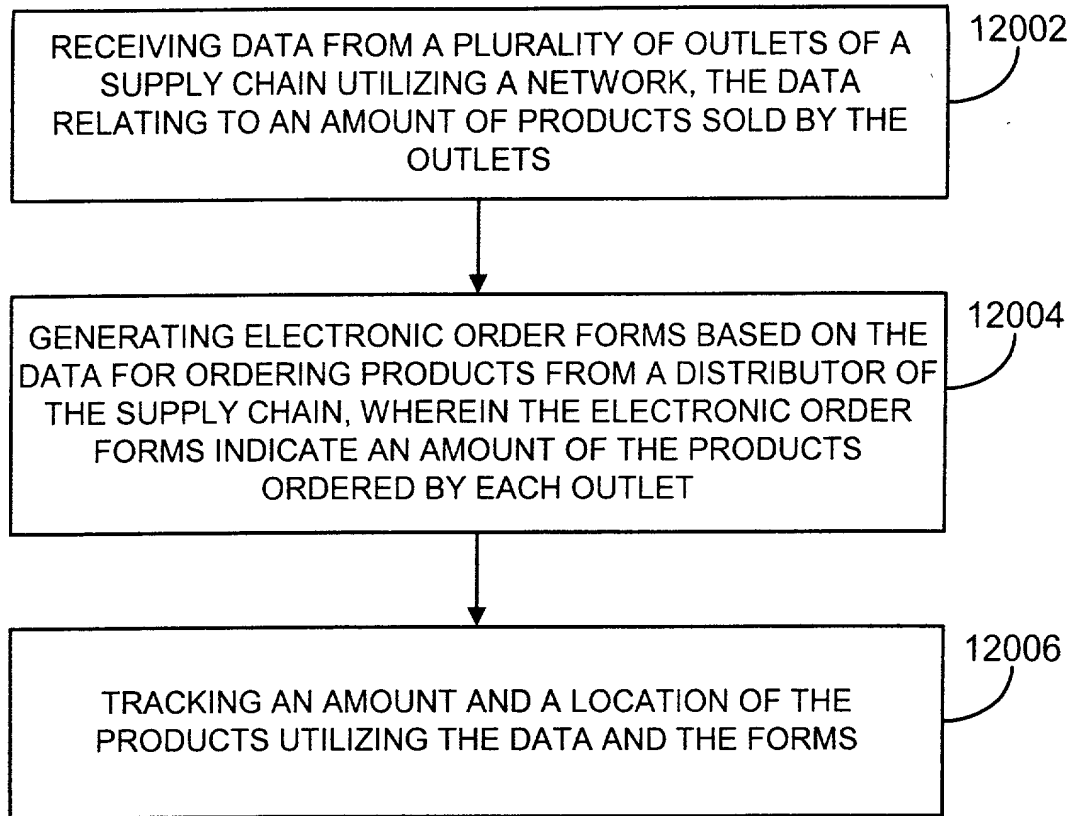 12002
RECEIVING DATA FROM A PLURALITY OF OUTLETS OF A
SUPPLY CHAIN UTILIZING A NETWORK, THE DATA
RELATING TO AN AMOUNT OF PRODUCTS SOLD BY THE
OUTLETS
12004
GENERATING ELECTRONIC ORDER FORMS BASED ON THE
DATA FOR ORDERING PRODUCTS FROM A DISTRIBUTOR OF
THE SUPPLY CHAIN, WHEREIN THE ELECTRONIC ORDER
FORMS INDICATE AN AMOUNT OF THE PRODUCTS
ORDERED BY EACH OUTLET
12006
TRACKING AN AMOUNT AND A LOCATION OF THE
PRODUCTS UTILIZING THE DATA AND THE FORMS